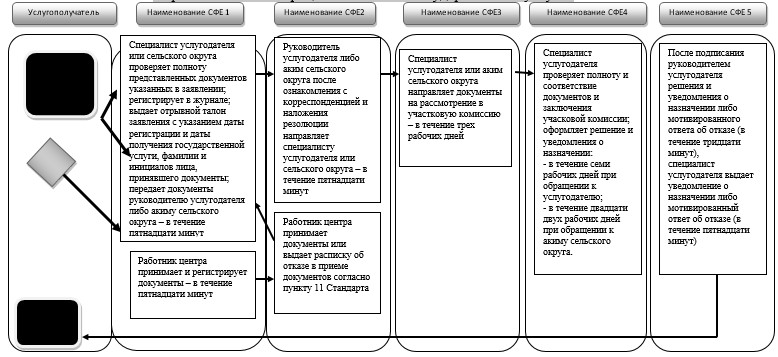 Услугополучатель
Наименование СФЕ 1
Наименование СФЕ2
Наименование СФЕ3
Наименование СФЕ4
Наименование СФЕ 5
Специалист услугодателя
или сельского округа
проверяет полноту
представленных документов
указанных в заявлении;
регистрирует в журнале;
выдает отрывной талон
заявления с указанием даты
регистрации и даты
получения государственной
услуги, фамилии и
инициалов лица,
принявшего документы;
передает документы
руководителю услугодателя
либо акиму сельского
округа – в течение
пятнадцати минут
Работник центра
принимает и регистрирует
документы – в течение
пятнадцати минут
Руководитель
услугодателя либо
аким сельского
округа после
ознакомления с
корреспонденцией и
наложения
резолюции
направляет
специалисту
услугодателя или
сельского округа – в
течение пятнадцати
минут
Работник центра
принимает
документы или
выдает расписку об
отказе в приеме
документов согласно
пункту 11 Стандарта
Специалист
услугодателя или аким
сельского округа
направляет документы
на рассмотрение в
участковую комиссию
– в течение трех
рабочих дней
Специалист
услугодателя
проверяет полноту и
соответствие
документов и
заключения
учасковой комиссии;
оформляет решение и
уведомления о
назначении:
- в течение семи
рабочих дней при
обращении к
услугодателю;
- в течение двадцати
двух рабочих дней
при обращении к
акиму сельского
округа.
После подписания
руководителем
услугодателя
решения и
уведомления о
назначении либо
мотивированного
ответа об отказе (в
течение тридцати
минут),
специалист
услугодателя выдает
уведомление о
назначении либо
мотивированный
ответ об отказе (в
течение пятнадцати
минут)